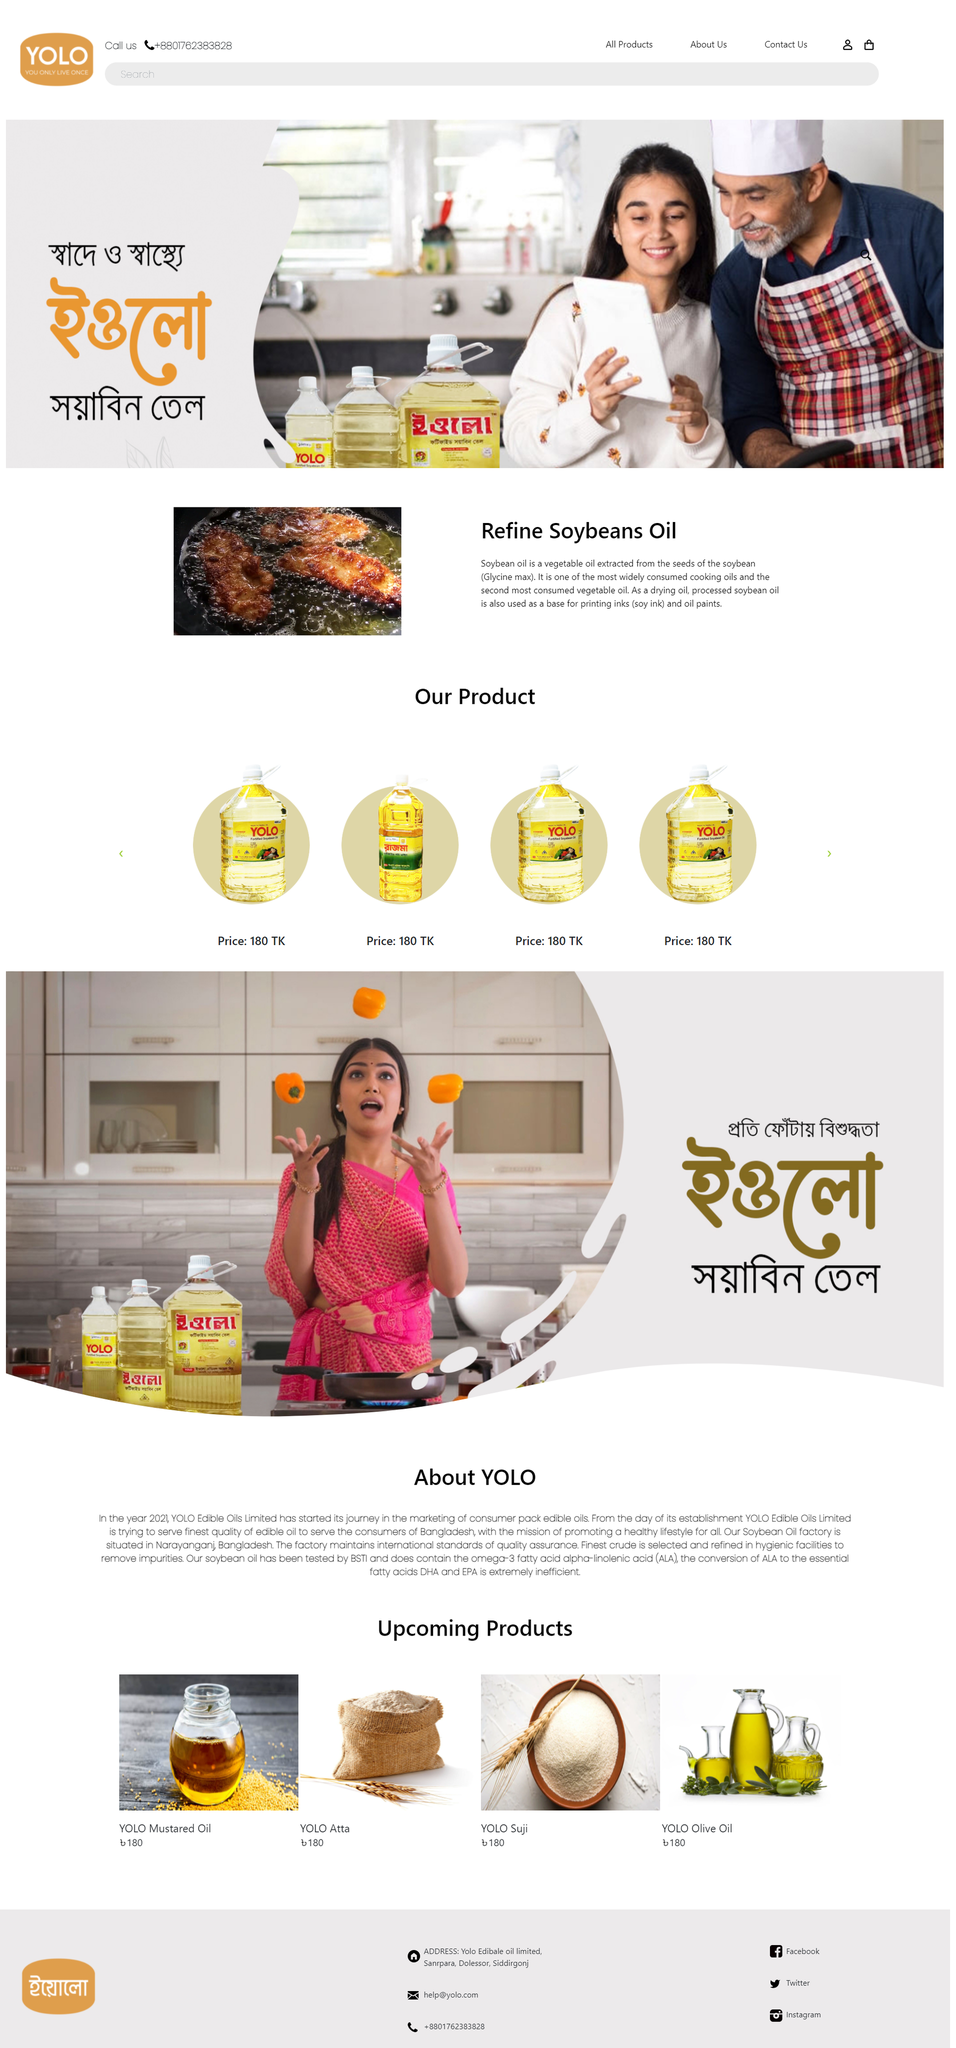 YOLO
YOU ONLY LIVE ONCE
Call us +8801762383828
All Products
About Us
Contact Us
Search
স্বাদে ও স্বাস্থ্যে
ইওলো
সয়াবিন তেল
YOLO
ইওলো
ফর্টিফাইড সয়াবিন তেল
Refine Soybeans Oil
Soybean oil is a vegetable oil extracted from the seeds of the soybean
(Glycine max). It is one of the most widely consumed cooking oils and the
second most consumed vegetable oil. As a drying oil, processed soybean oil
is also used as a base for printing inks (soy ink) and oil paints.
Our Product
YOLO
রাজমা
YOLO
YOLO
Price: 180 TK
Price: 180 TK
Price: 180 TK
Price: 180 TK
প্রতি ফোঁটায় বিশুদ্ধতা
ইওলো
সয়াবিন তেল
YOLO
ইওলো
ইওলো
About YOLO
In the year 2021, YOLO Edible Oils Limited has started its journey in the marketing of consumer pack edible oils. From the day of its establishment YOLO Edible Oils Limited
is trying to serve finest quality of edible oil to serve the consumers of Bangladesh, with the mission of promoting a healthy lifestyle for all. Our Soybean Oil factory is
situated in Narayanganj, Bangladesh. The factory maintains international standards of quality assurance. Finest crude is selected and refined in hygienic facilities to
remove impurities. Our soybean oil has been tested by BSTI and does contain the omega-3 fatty acid alpha-linolenic acid (ALA), the conversion of ALA to the essential
fatty acids DHA and EPA is extremely inefficient.
Upcoming Products
YOLO Mustared Oil
৳180
YOLO Atta
৳180
YOLO Suji
৳180
YOLO Olive Oil
৳180
ইয়োলো
ADDRESS: Yolo Edibale oil limited,
Sanrpara, Dolessor, Siddirgonj
help@yolo.com
+8801762383828
Facebook
Twitter
Instagram